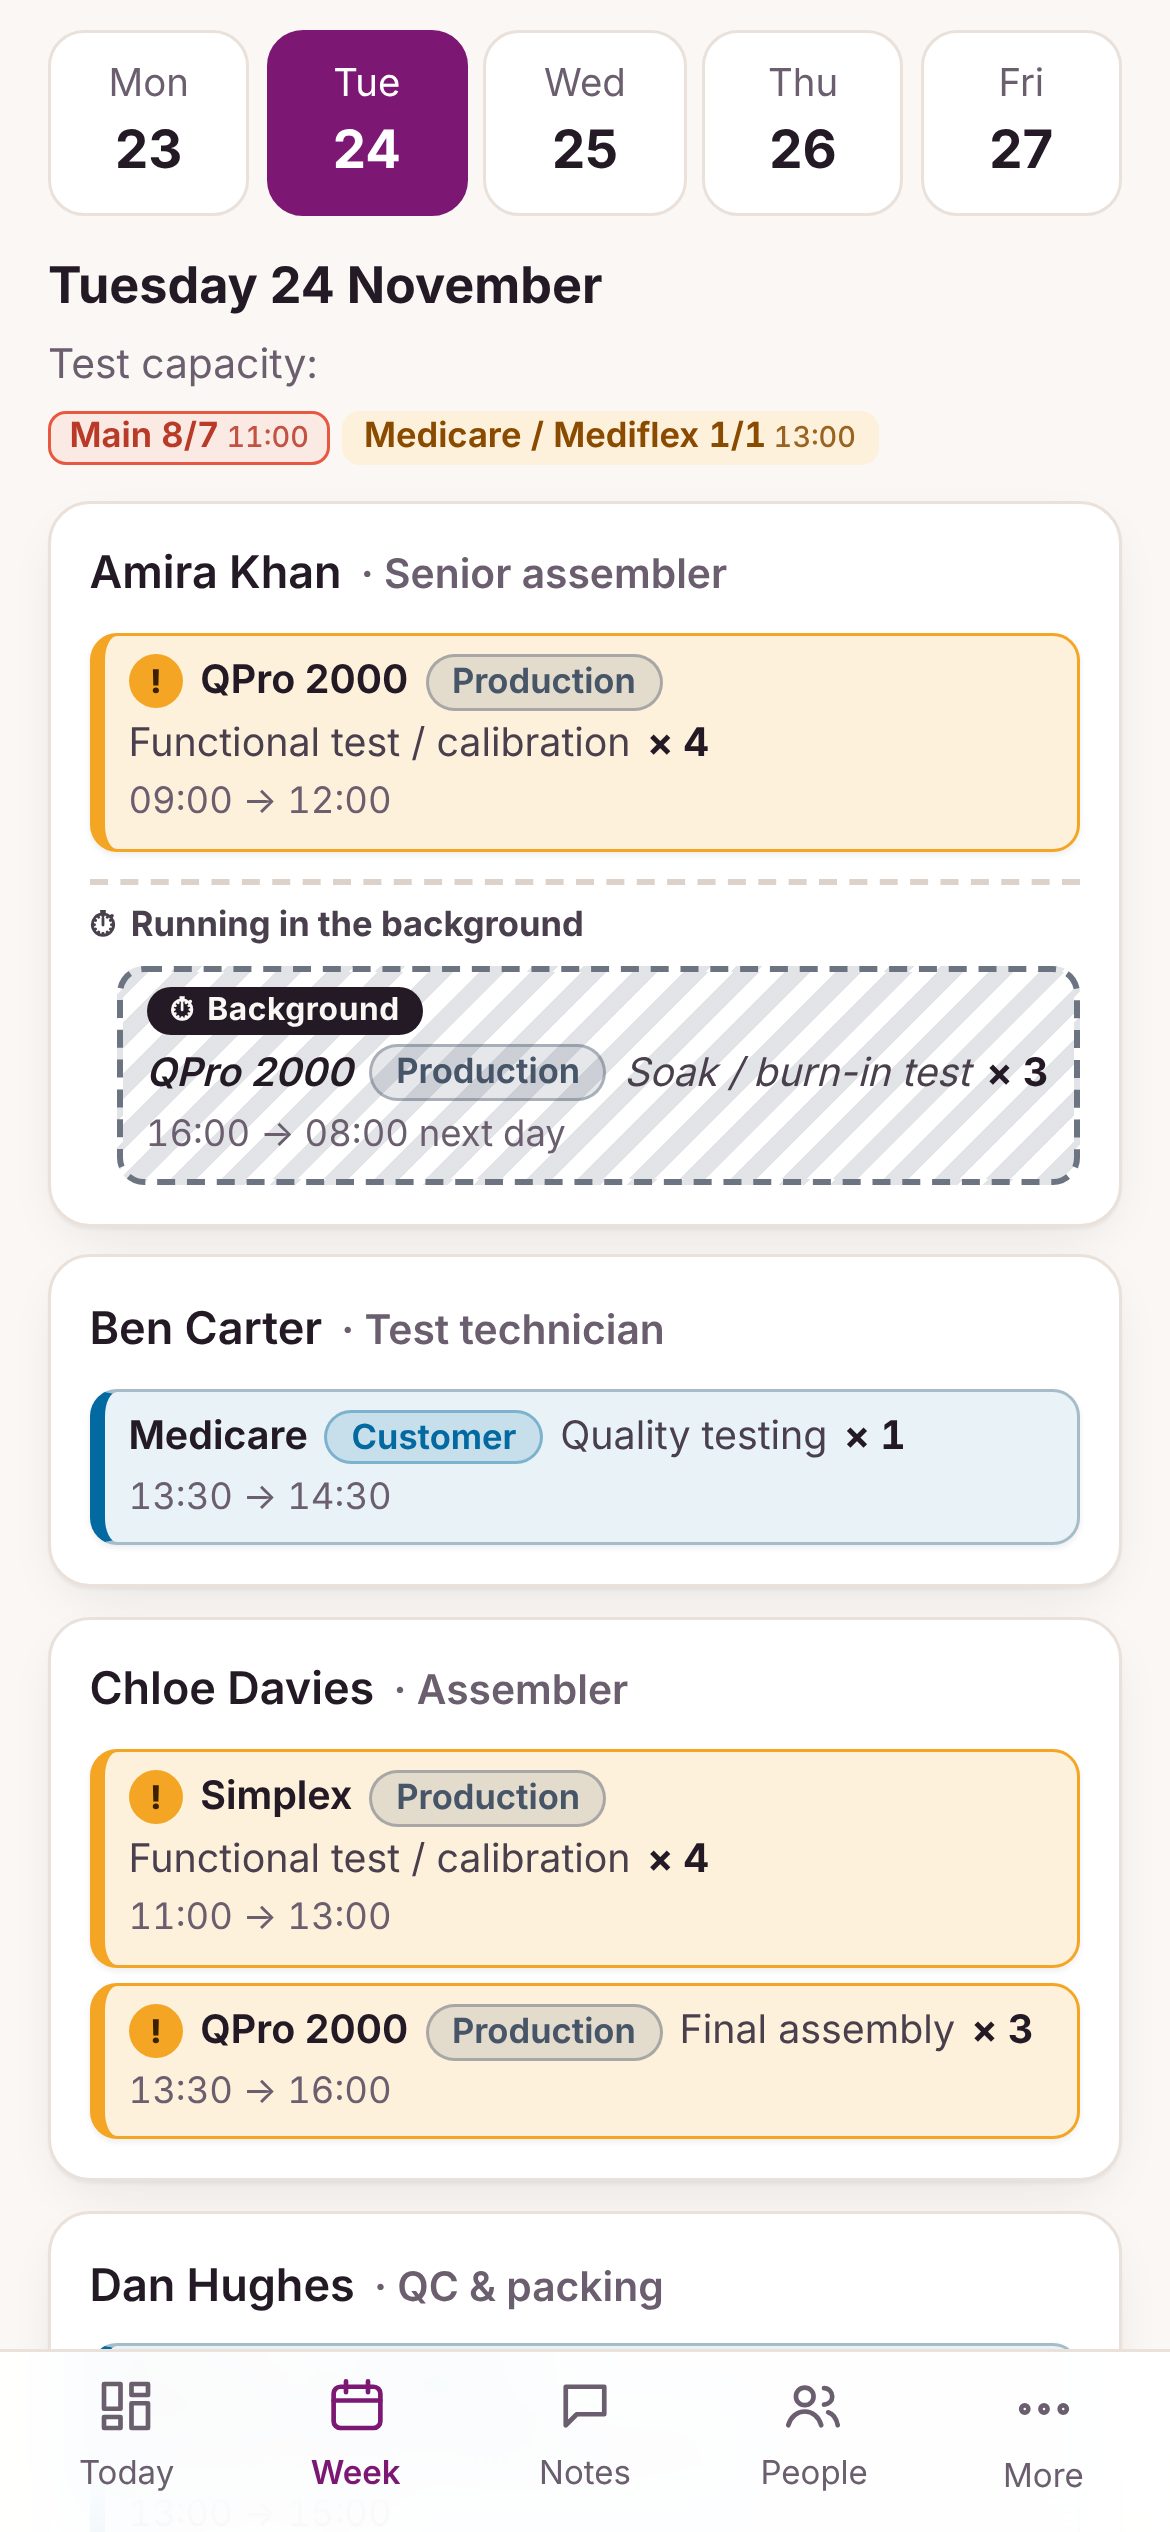 Mon Tue Wed Thu Fri
23 24 25 26 27
Tuesday 24 November
Test capacity:
Main 8/7 11:00 Medicare / Mediflex 1/1 13:00
Amira Khan · Senior assembler
! QPro 2000 Production
Functional test / calibration × 4
09:00 → 12:00
Running in the background
Background
QPro 2000 Production Soak / burn-in test × 3
16:00 → 08:00 next day
Ben Carter · Test technician
Medicare Customer Quality testing × 1
13:30 → 14:30
Chloe Davies · Assembler
! Simplex Production
Functional test / calibration × 4
11:00 → 13:00
! QPro 2000 Production Final assembly × 3
13:30 → 16:00
Dan Hughes · QC & packing
Today Week Notes People More
13:00 → 15:00